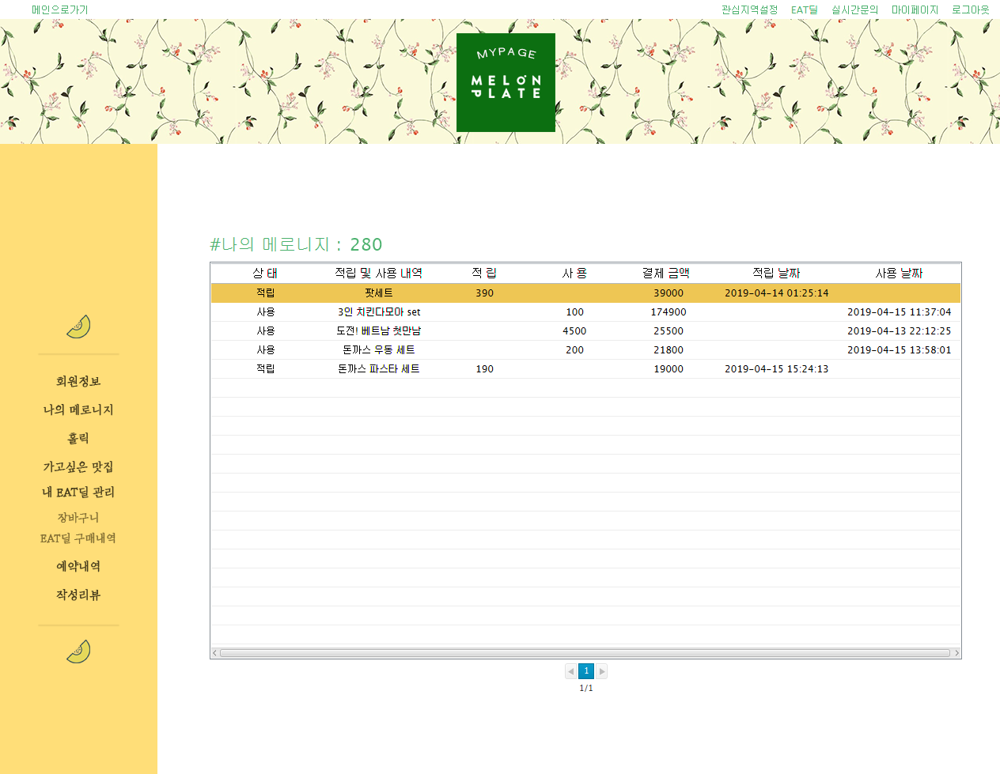 메인으로가기 관심지역설정 EAT딜 실시간문의 마이페이지 로그아웃
MYPAGE
MELON
PLATE
#나의 메로니지 : 280
상 태 적립 및 사용 내역 적 립 사 용 결제 금액 적립 날짜 사용 날짜
적립 팟세트 390 39000 2019-04-14 01:25:14
사용 3인 치킨다모아 set 100 174900 2019-04-15 11:37:04
사용 도전! 베트남 첫만남 4500 25500 2019-04-13 22:12:25
사용 돈까스 우동 세트 200 21800 2019-04-15 13:58:01
적립 돈까스 파스타 세트 190 19000 2019-04-15 15:24:13
회원정보
나의 메로니지
홀릭
가고싶은 맛집
내 EAT딜 관리
장바구니
EAT딜 구매내역
예약내역
작성리뷰
1
1/1